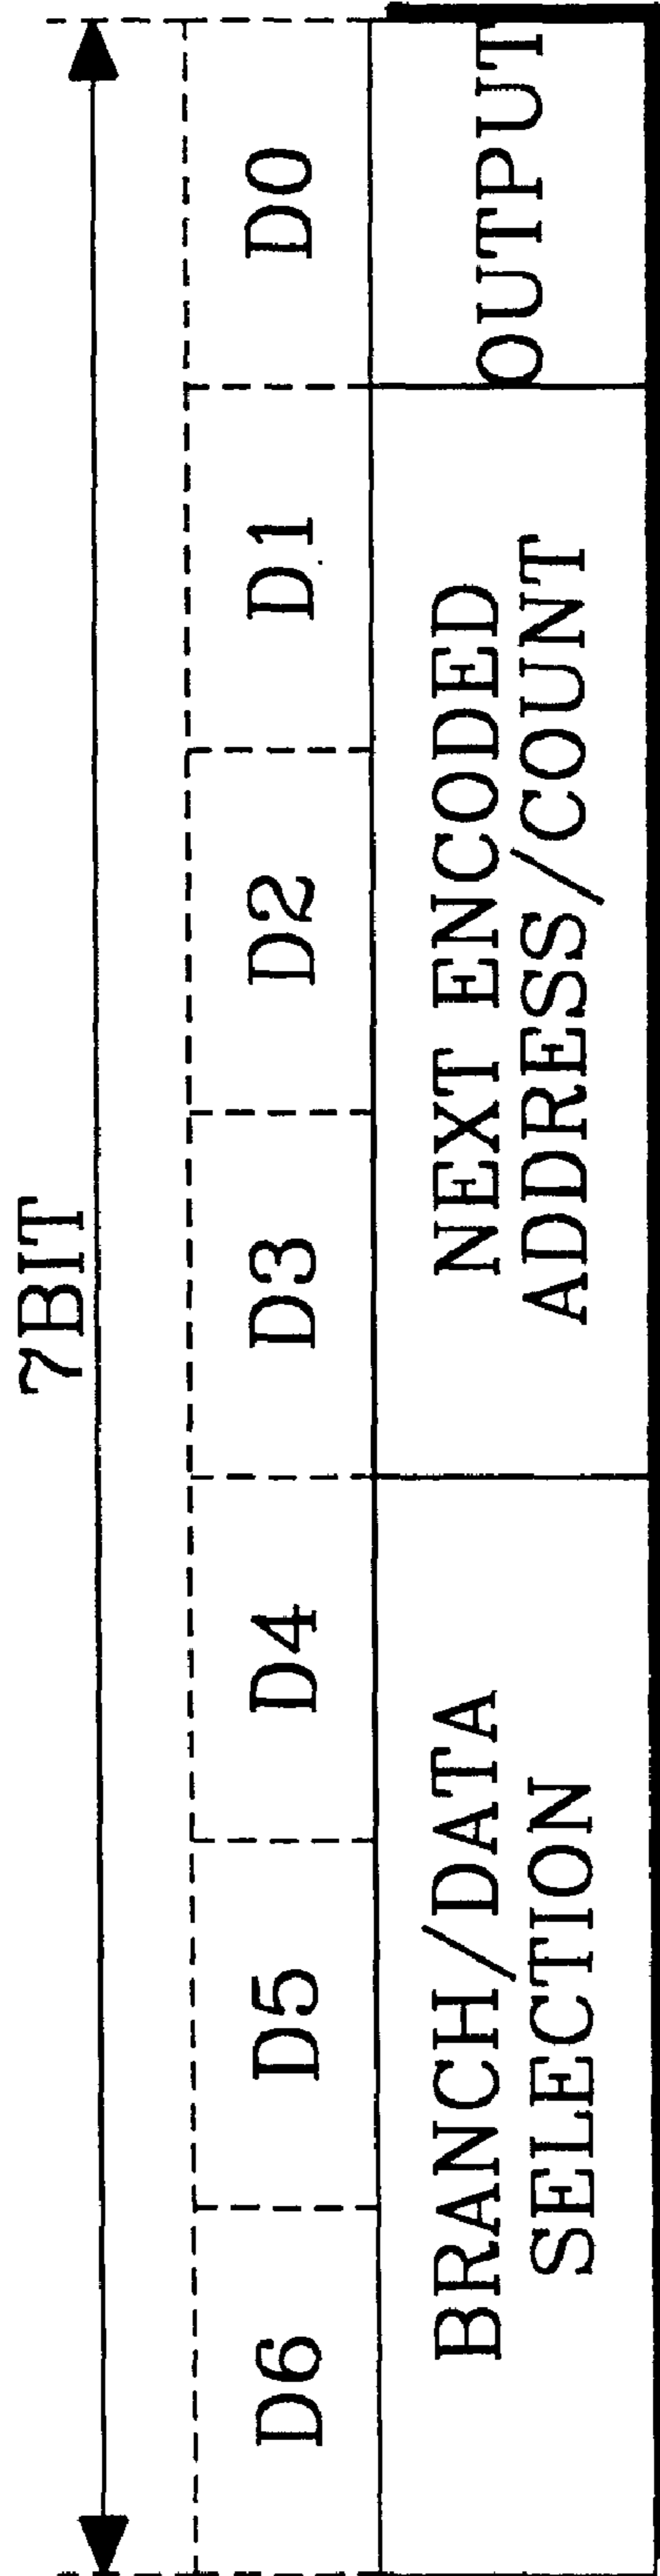 7BIT
D6 D5 D4 D3 D2 D1 D0
BRANCH/DATA
SELECTION
NEXT ENCODED
ADDRESS/COUNT
OUTPUT